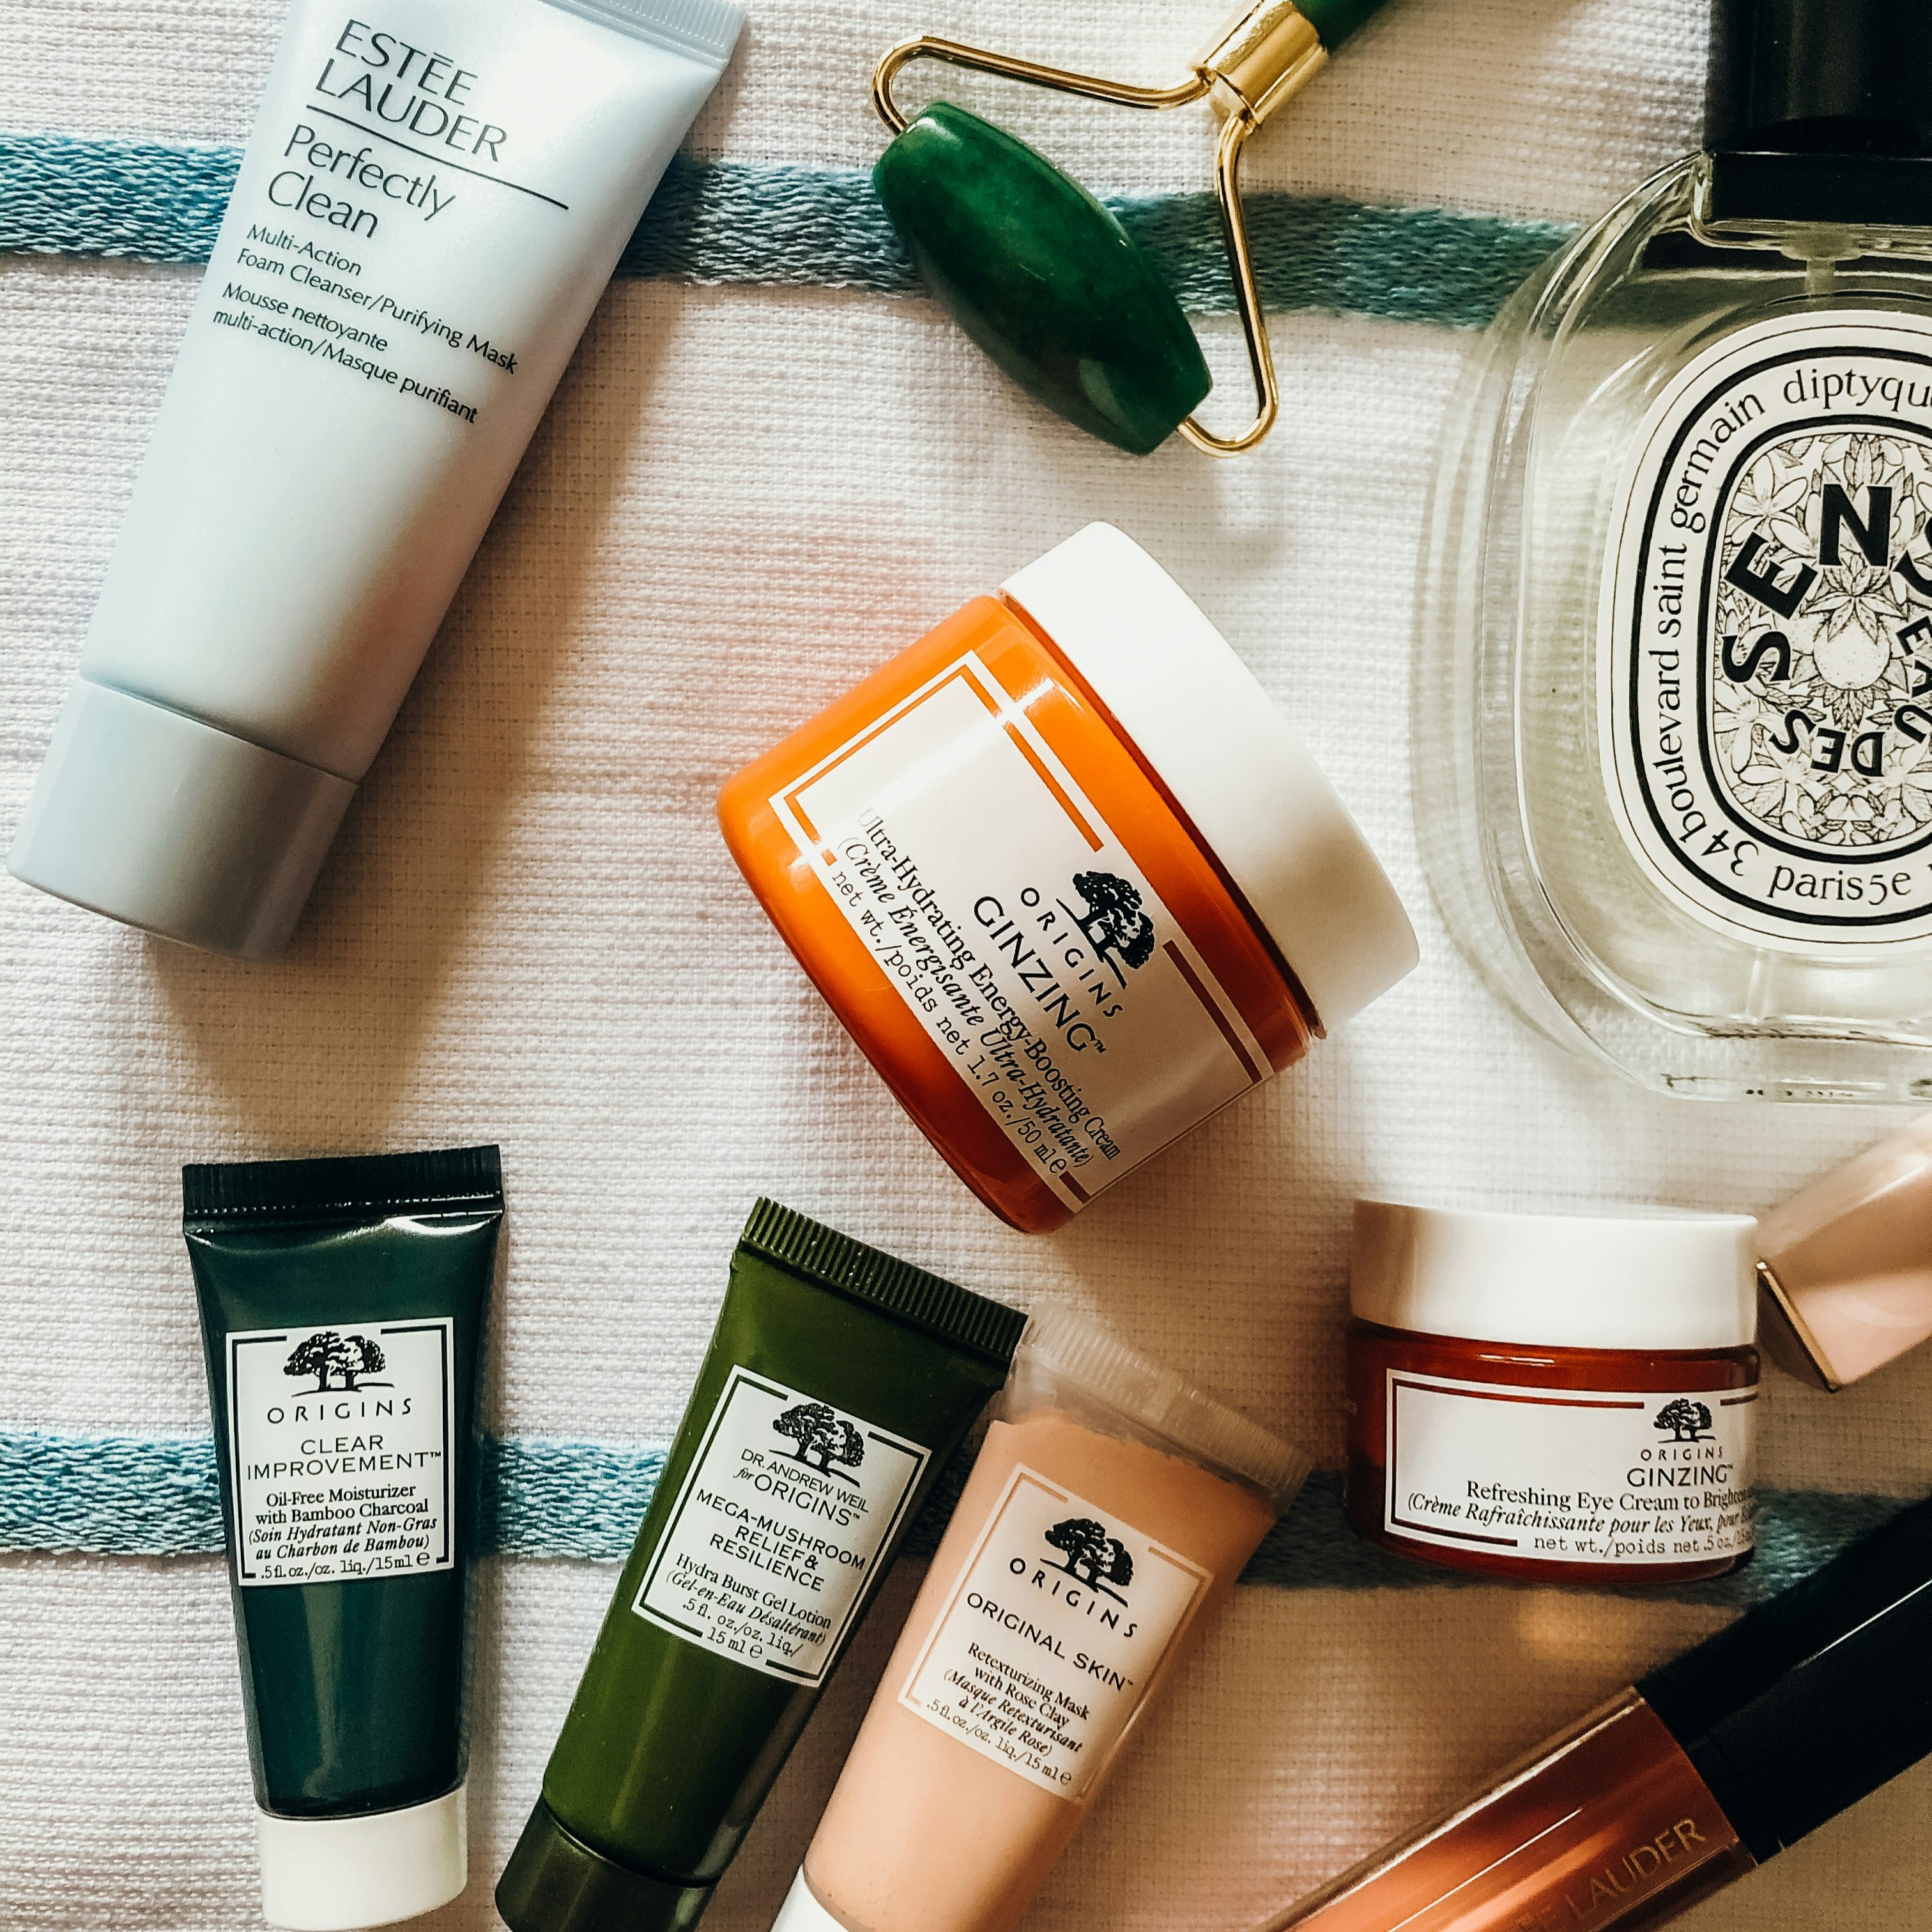 ESTĒE
LAUDER
Perfectly
Clean
Multi-Action
Foam Cleanser/Purifying Mask
Mousse nettoyante
multi-action/Masque purifiant
34 boulevard saint germain diptyqu
paris5e
SENS
EAU
DES
ORIGINS
GINZING™
Ultra-Hydrating Energy-Boosting Cream
(Crème Énergisante Ultra-Hydratante)
net wt./poids net 1.7 oz./50 ml e
ORIGINS
CLEAR
IMPROVEMENT™
Oil-Free Moisturizer
with Bamboo Charcoal
(Soin Hydratant Non-Gras
au Charbon de Bambou)
.5 fl. oz./oz. liq./15ml e
DR. ANDREW WEIL
for ORIGINS™
MEGA-MUSHROOM
RELIEF &
RESILIENCE
Hydra Burst Gel Lotion
(Gel-en-Eau Désaltérant)
.5 fl. oz./oz. liq./
15 ml e
ORIGINS
ORIGINAL SKIN™
Retexturizing Mask
with Rose Clay
(Masque Retexturisant
à l'Argile Rose)
.5 fl. oz./oz. liq./15 ml e
ORIGINS
GINZING™
Refreshing Eye Cream to Brighten
(Crème Rafraîchissante pour les Yeux, pour
net wt./poids net .5 oz./
LAUDER